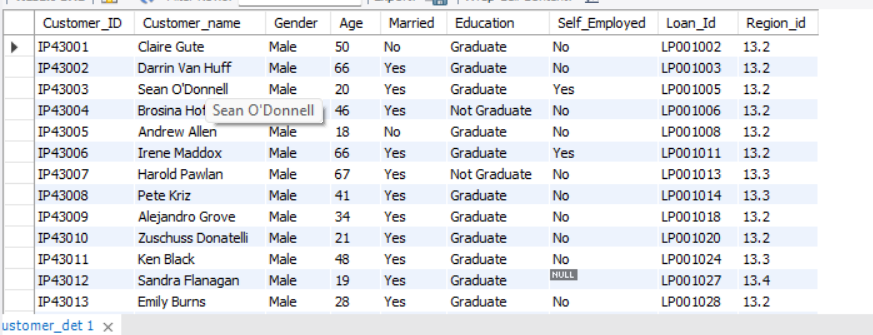 Customer_ID Customer_name Gender Age Married Education Self_Employed Loan_Id Region_id
IP43001 Claire Gute Male 50 No Graduate No LP001002 13.2
IP43002 Darrin Van Huff Male 66 Yes Graduate No LP001003 13.2
IP43003 Sean O'Donnell Male 20 Yes Graduate Yes LP001005 13.2
IP43004 Brosina Sean O'Donnell 46 Yes Not Graduate No LP001006 13.2
IP43005 Andrew Allen Male 18 No Graduate No LP001008 13.2
IP43006 Irene Maddox Male 66 Yes Graduate Yes LP001011 13.2
IP43007 Harold Pawlan Male 67 Yes Not Graduate No LP001013 13.3
IP43008 Pete Kriz Male 41 Yes Graduate No LP001014 13.3
IP43009 Alejandro Grove Male 34 Yes Graduate No LP001018 13.2
IP43010 Zuschuss Donatelli Male 21 Yes Graduate No LP001020 13.2
IP43011 Ken Black Male 48 Yes Graduate No LP001024 13.3
IP43012 Sandra Flanagan Male 19 Yes Graduate NULL LP001027 13.4
IP43013 Emily Burns Male 28 Yes Graduate No LP001028 13.2
ustomer_det 1